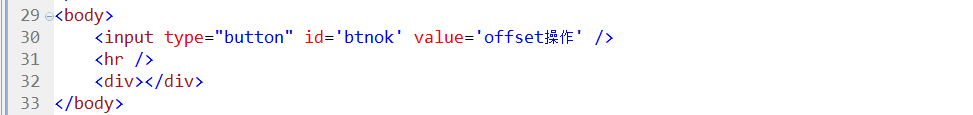 29 <body>
30     <input type="button" id='btnok' value='offset操作' />
31     <hr />
32     <div></div>
33 </body>